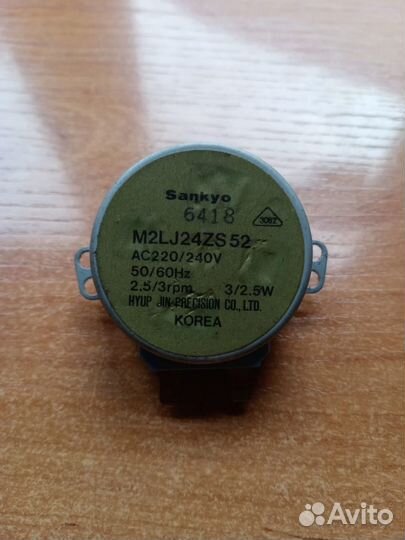 Sankyo
6418
3087
M2LJ24ZS52
AC220/240V
50/60Hz
2.5/3rpm 3/2.5W
HYUP JIN PRECISION CO.,LTD.
KOREA
Avito